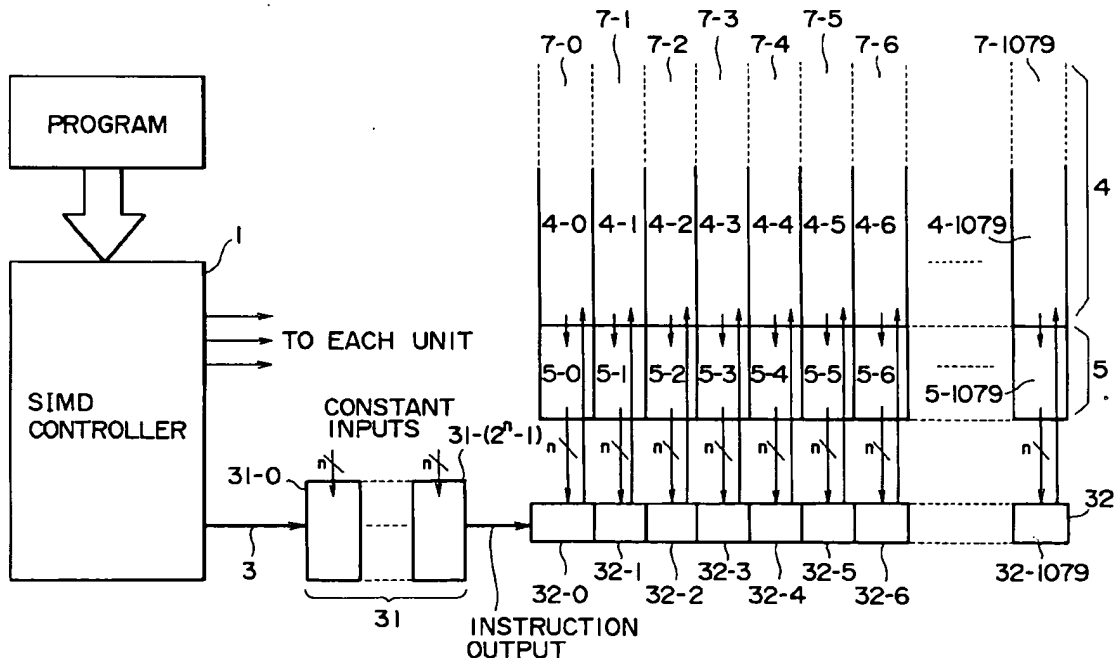 7-1 7-3 7-5
7-0 7-2 7-4 7-6 7-1079
PROGRAM
4
4-0 4-1 4-2 4-3 4-4 4-5 4-6 4-1079
1
TO EACH UNIT
SIMD
CONTROLLER
5-0 5-1 5-2 5-3 5-4 5-5 5-6 5-1079
5
CONSTANT
INPUTS
31-0 n n 31-(2ⁿ-1)
n n n n n n n n
32
3
31
INSTRUCTION
OUTPUT
32-1 32-3 32-5 32-1079
32-0 32-2 32-4 32-6